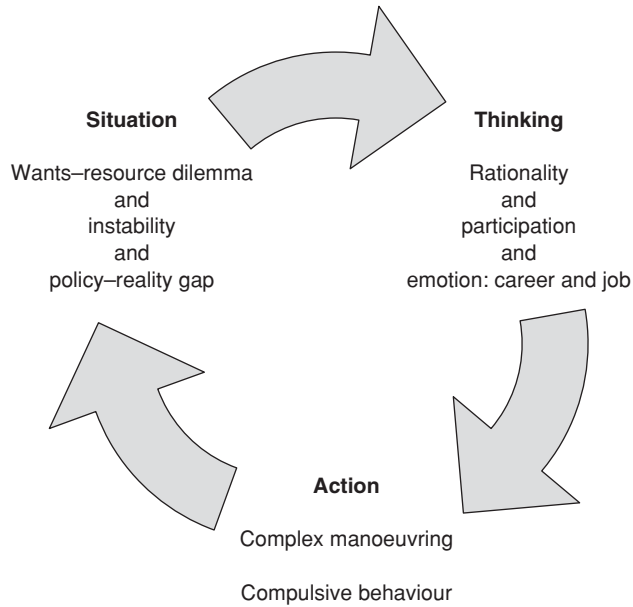 Situation
Wants–resource dilemma
and
instability
and
policy–reality gap
Thinking
Rationality
and
participation
and
emotion: career and job
Action
Complex manoeuvring
Compulsive behaviour